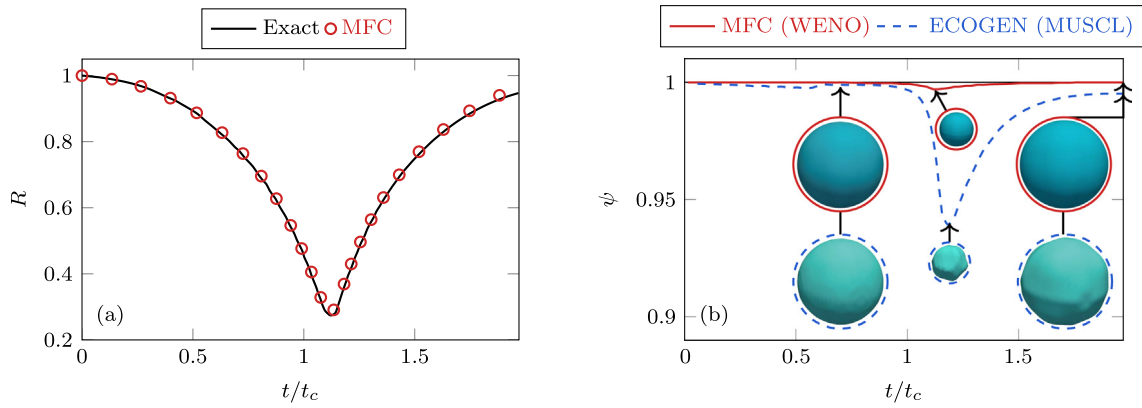 Exact MFC
1
0.8
0.6
0.4
0.2
R
(a)
0 0.5 1 1.5
t/t_c
MFC (WENO) ECOGEN (MUSCL)
1
0.95
0.9
ψ
(b)
0 0.5 1 1.5
t/t_c